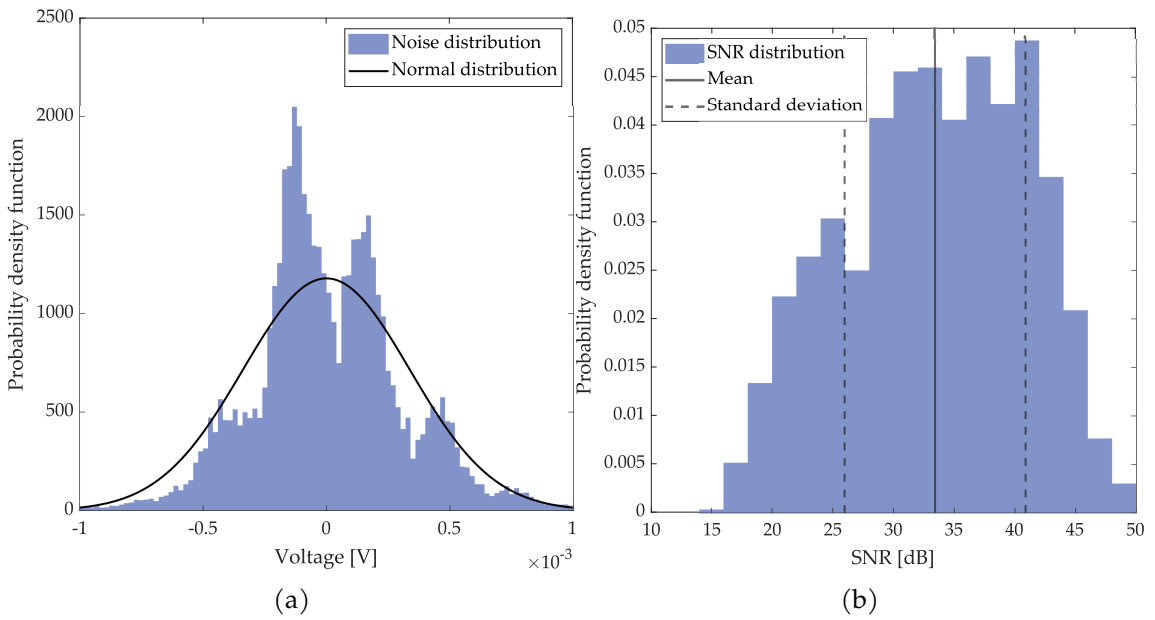 2500
2000
1500
1000
500
0
Probability density function
Noise distribution
Normal distribution
-1
-0.5
0
0.5
1
×10-3
Voltage [V]
(a)
0.05
0.045
0.04
0.035
0.03
0.025
0.02
0.015
0.01
0.005
0
Probability density function
SNR distribution
Mean
Standard deviation
10
15
20
25
30
35
40
45
50
SNR [dB]
(b)